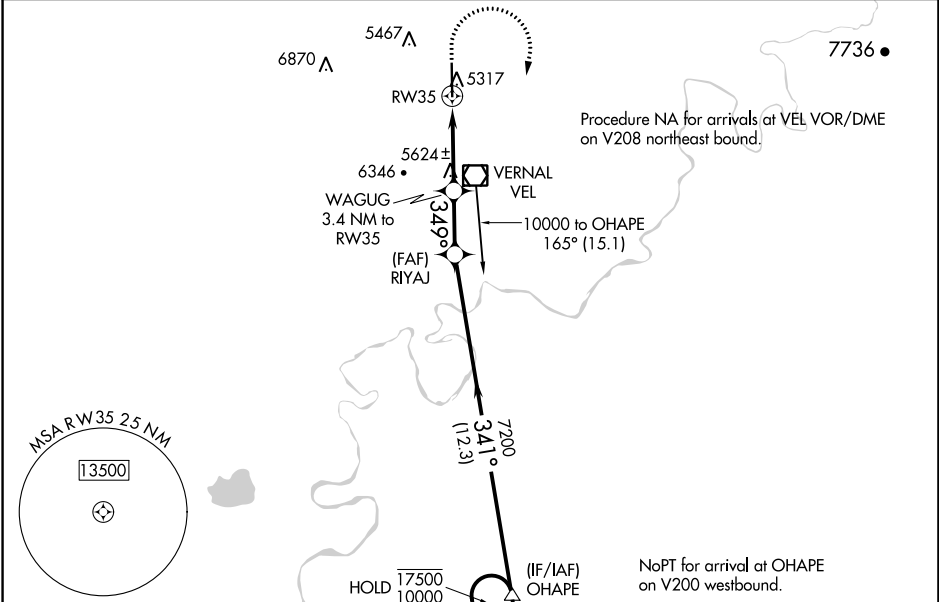 5467
6870
7736
5317
RW35
Procedure NA for arrivals at VEL VOR/DME
on V208 northeast bound.
5624±
6346
VERNAL
VEL
WAGUG
3.4 NM to
RW35
349°
10000 to OHAPE
165° (15.1)
(FAF)
RIYAJ
7200
341°
(12.3)
MSA RW35 25 NM
13500
HOLD
17500
10000
(IF/IAF)
OHAPE
NoPT for arrival at OHAPE
on V200 westbound.